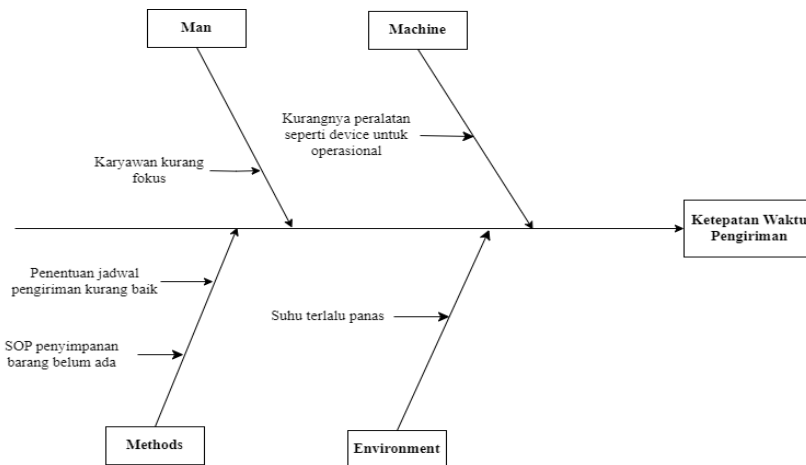 Man
Machine
Kurangnya peralatan
seperti device untuk
operasional
Karyawan kurang
fokus
Ketepatan Waktu
Pengiriman
Penentuan jadwal
pengiriman kurang baik
Suhu terlalu panas
SOP penyimpanan
barang belum ada
Methods
Environment